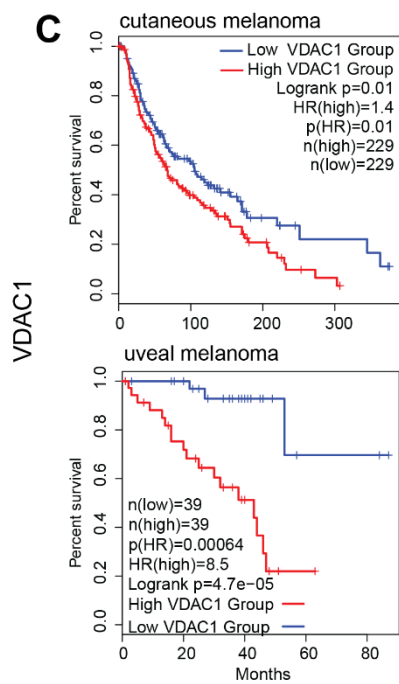 C
VDAC1
cutaneous melanoma
Low VDAC1 Group
High VDAC1 Group
Logrank p=0.01
HR(high)=1.4
p(HR)=0.01
n(high)=229
n(low)=229
Percent survival
1.0
0.8
0.6
0.4
0.2
0.0
0 100 200 300
uveal melanoma
Percent survival
1.0
0.8
0.6
0.4
0.2
0.0
n(low)=39
n(high)=39
p(HR)=0.00064
HR(high)=8.5
Logrank p=4.7e−05
High VDAC1 Group
Low VDAC1 Group
0 20 40 60 80
Months